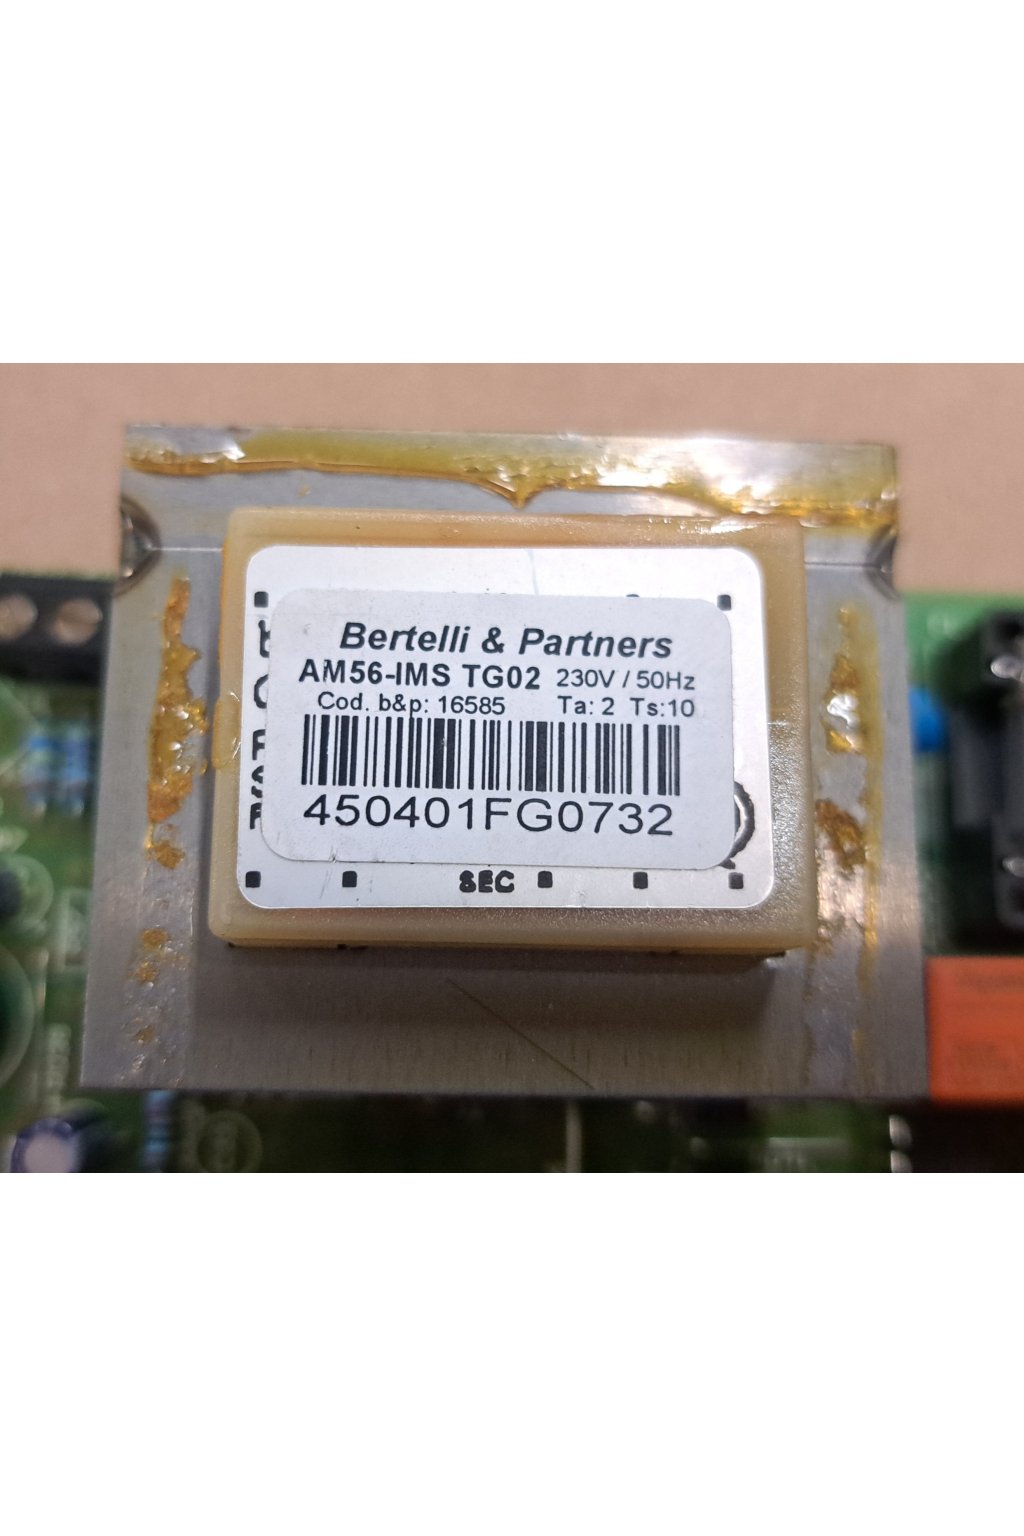 Bertelli & Partners
AM56-IMS TG02 230V / 50Hz
Cod. b&p: 16585 Ta: 2 Ts:10
450401FG0732
SEC